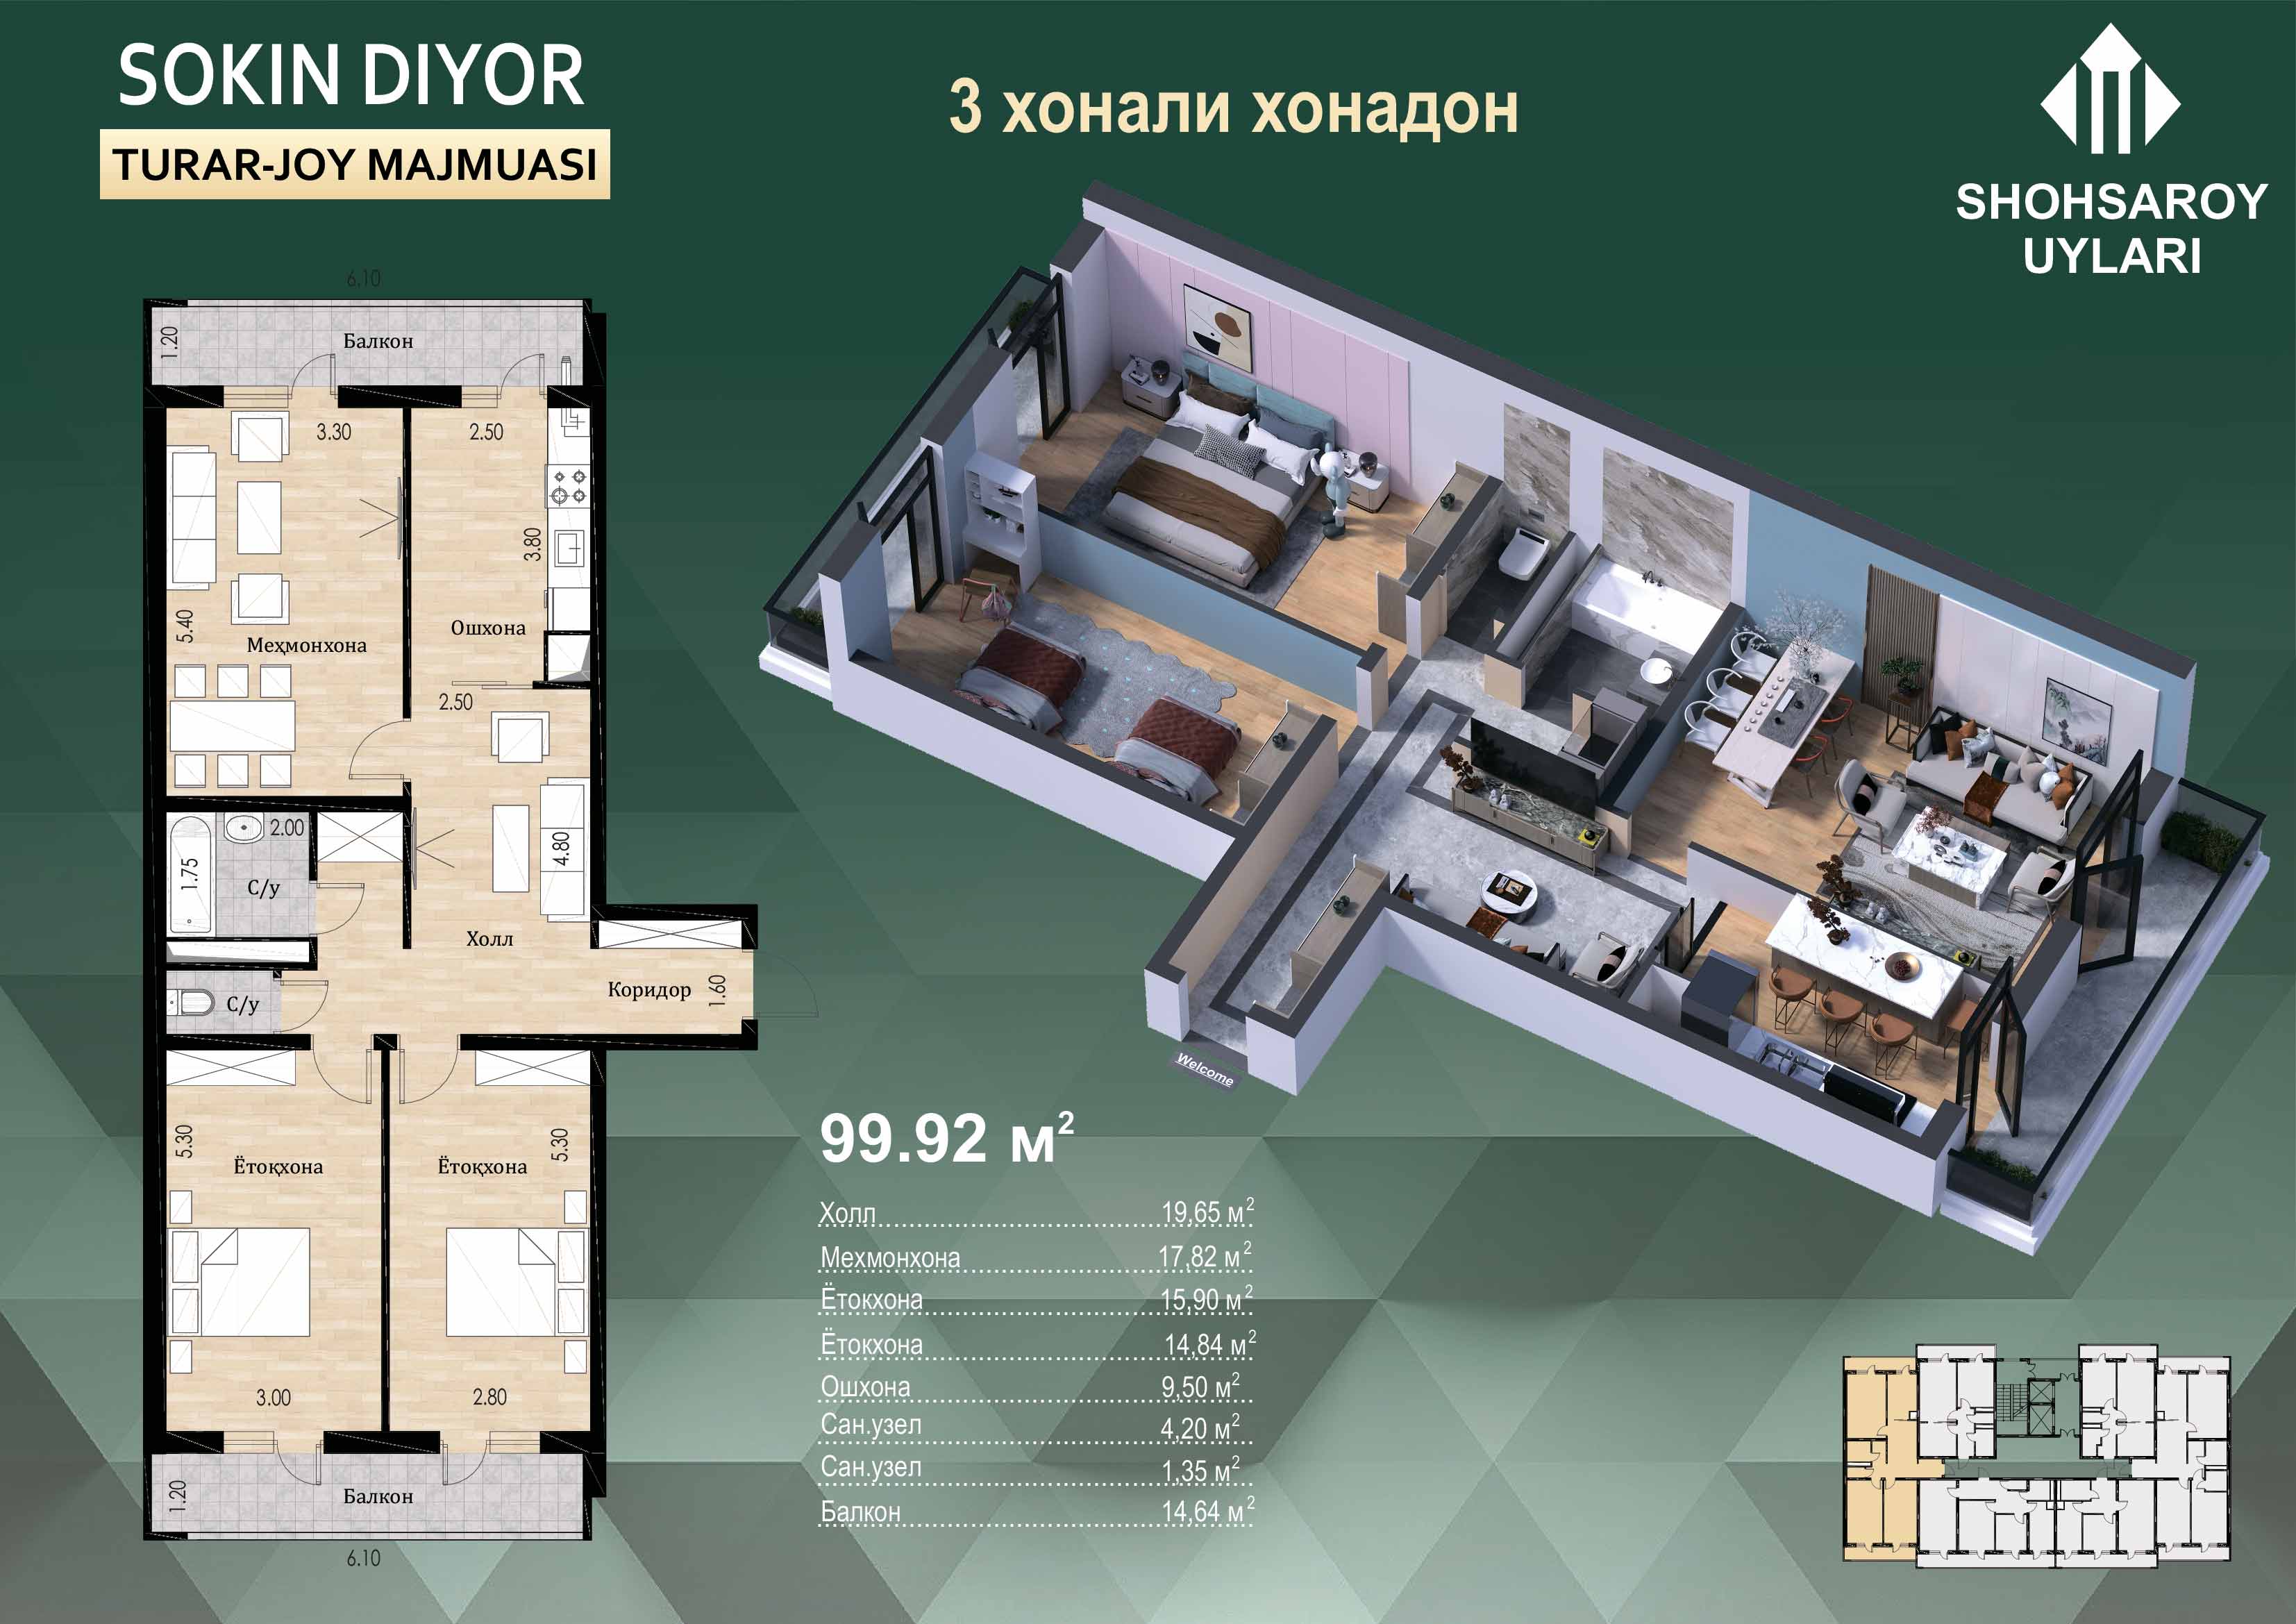 SOKIN DIYOR
TURAR-JOY MAJMUASI
3 хонали хонадон
SHOHSAROY
UYLARI
6.10
1.20
Балкон
3.30
2.50
3.80
5.40
Меҳмонхона
Ошхона
2.50
2.00
1.75
С/у
4.80
Холл
С/у
Коридор
1.60
5.30
Ётоқхона
Ётоқхона
5.30
3.00
2.80
1.20
Балкон
6.10
Welcome
99.92 м²
Холл 19,65 м²
Мехмонхона 17,82 м²
Ётокхона 15,90 м²
Ётокхона 14,84 м²
Ошхона 9,50 м²
Сан.узел 4,20 м²
Сан.узел 1,35 м²
Балкон 14,64 м²